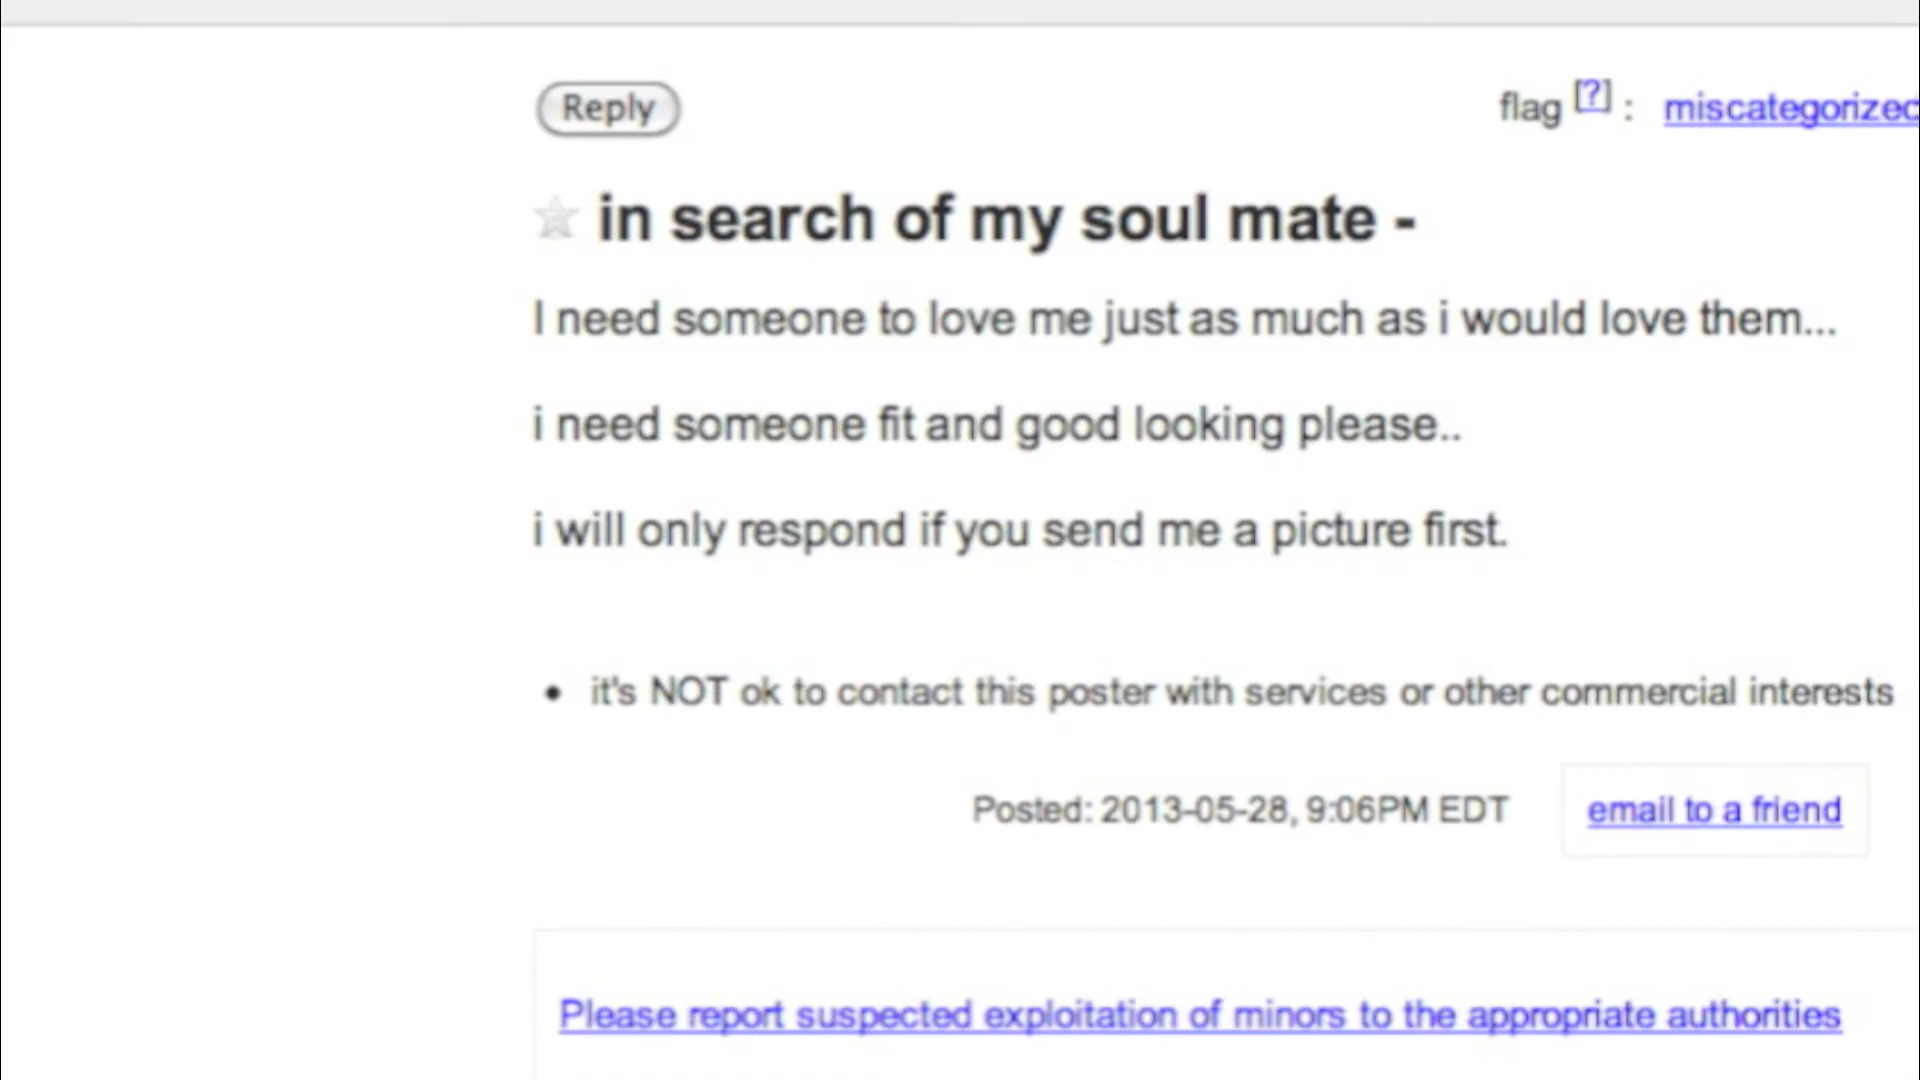 Reply
flag [?] : miscategorized
in search of my soul mate -
I need someone to love me just as much as i would love them...
i need someone fit and good looking please..
i will only respond if you send me a picture first.
• it's NOT ok to contact this poster with services or other commercial interests
Posted: 2013-05-28, 9:06PM EDT
email to a friend
Please report suspected exploitation of minors to the appropriate authorities